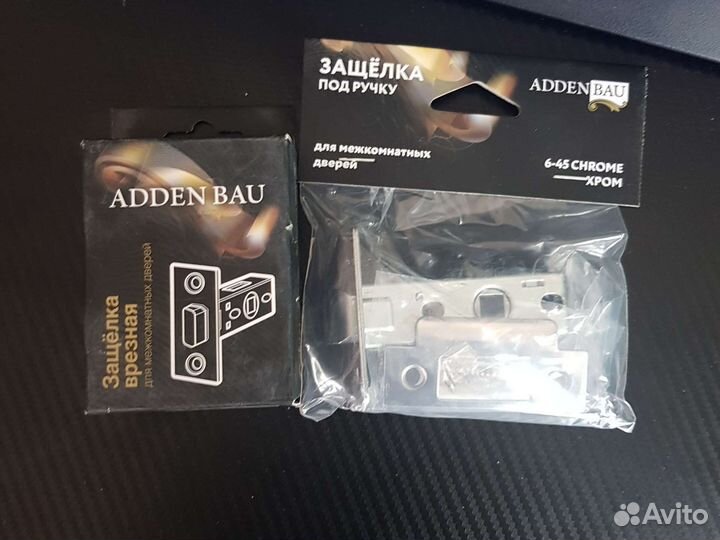 ADDEN BAU
Защёлка
врезная
для межкомнатных дверей
ЗАЩЁЛКА
ПОД РУЧКУ
ADDEN BAU
для межкомнатных
дверей
6-45 CHROME
ХРОМ
Avito